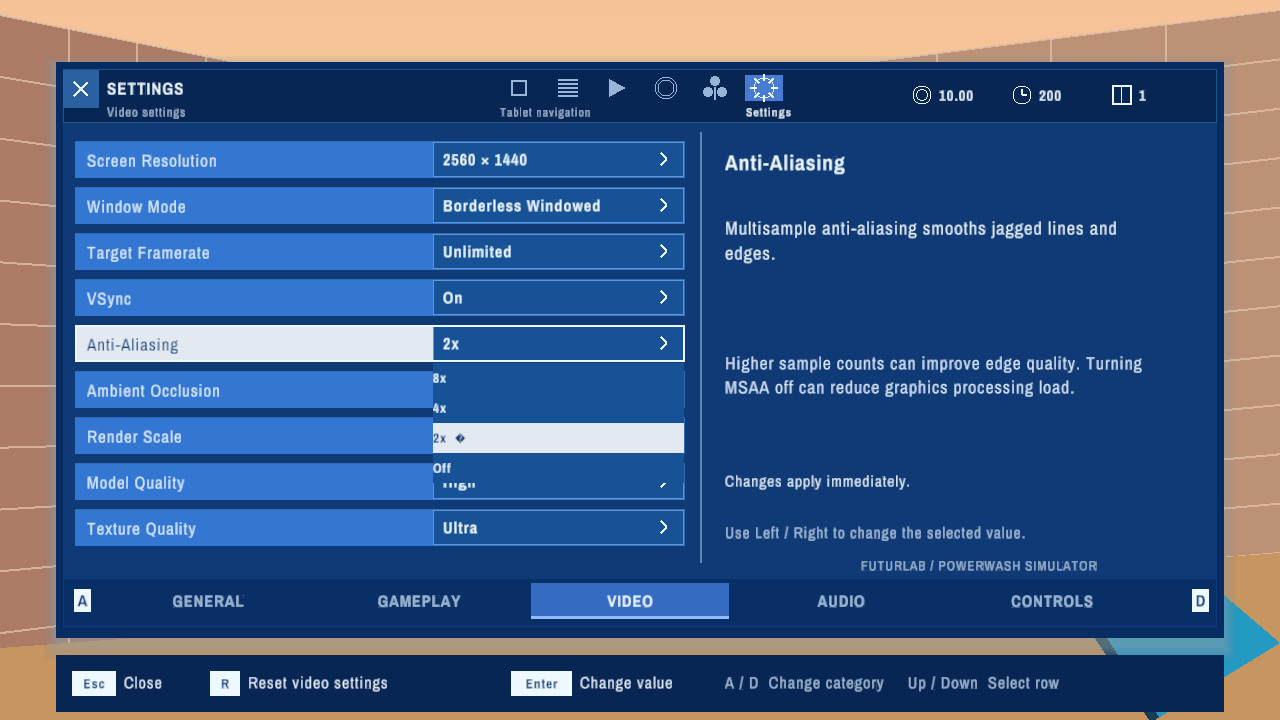 SETTINGS
Video settings
Tablet navigation
Settings
10.00
200
1
Screen Resolution
2560 × 1440
Window Mode
Borderless Windowed
Target Framerate
Unlimited
VSync
On
Anti-Aliasing
2x
8x
4x
2x �
Off
Ambient Occlusion
Render Scale
Model Quality
Texture Quality
Ultra
Anti-Aliasing
Multisample anti-aliasing smooths jagged lines and
edges.
Higher sample counts can improve edge quality. Turning
MSAA off can reduce graphics processing load.
Changes apply immediately.
Use Left / Right to change the selected value.
FUTURLAB / POWERWASH SIMULATOR
A
GENERAL
GAMEPLAY
VIDEO
AUDIO
CONTROLS
D
Esc Close
R Reset video settings
Enter Change value
A / D Change category
Up / Down Select row